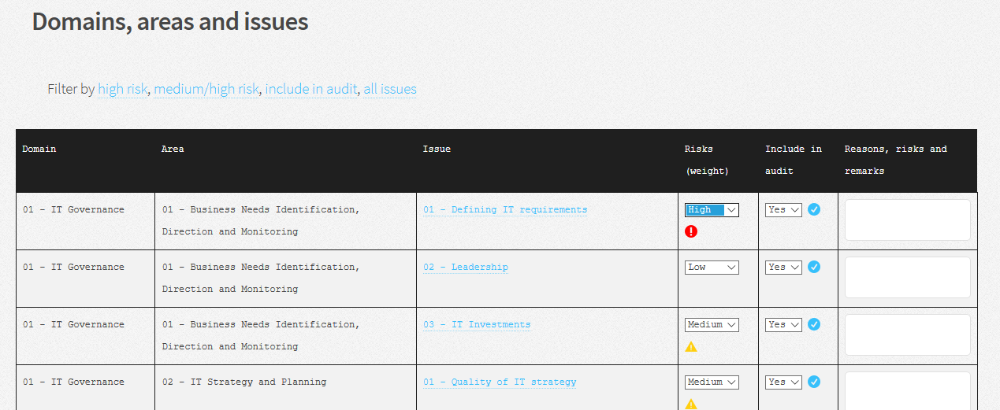 Domains, areas and issues
Filter by high risk, medium/high risk, include in audit, all issues
Domain Area Issue Risks (weight) Include in audit Reasons, risks and remarks
01 - IT Governance 01 - Business Needs Identification, Direction and Monitoring 01 - Defining IT requirements High Yes
01 - IT Governance 01 - Business Needs Identification, Direction and Monitoring 02 - Leadership Low Yes
01 - IT Governance 01 - Business Needs Identification, Direction and Monitoring 03 - IT Investments Medium Yes
01 - IT Governance 02 - IT Strategy and Planning 01 - Quality of IT strategy Medium Yes